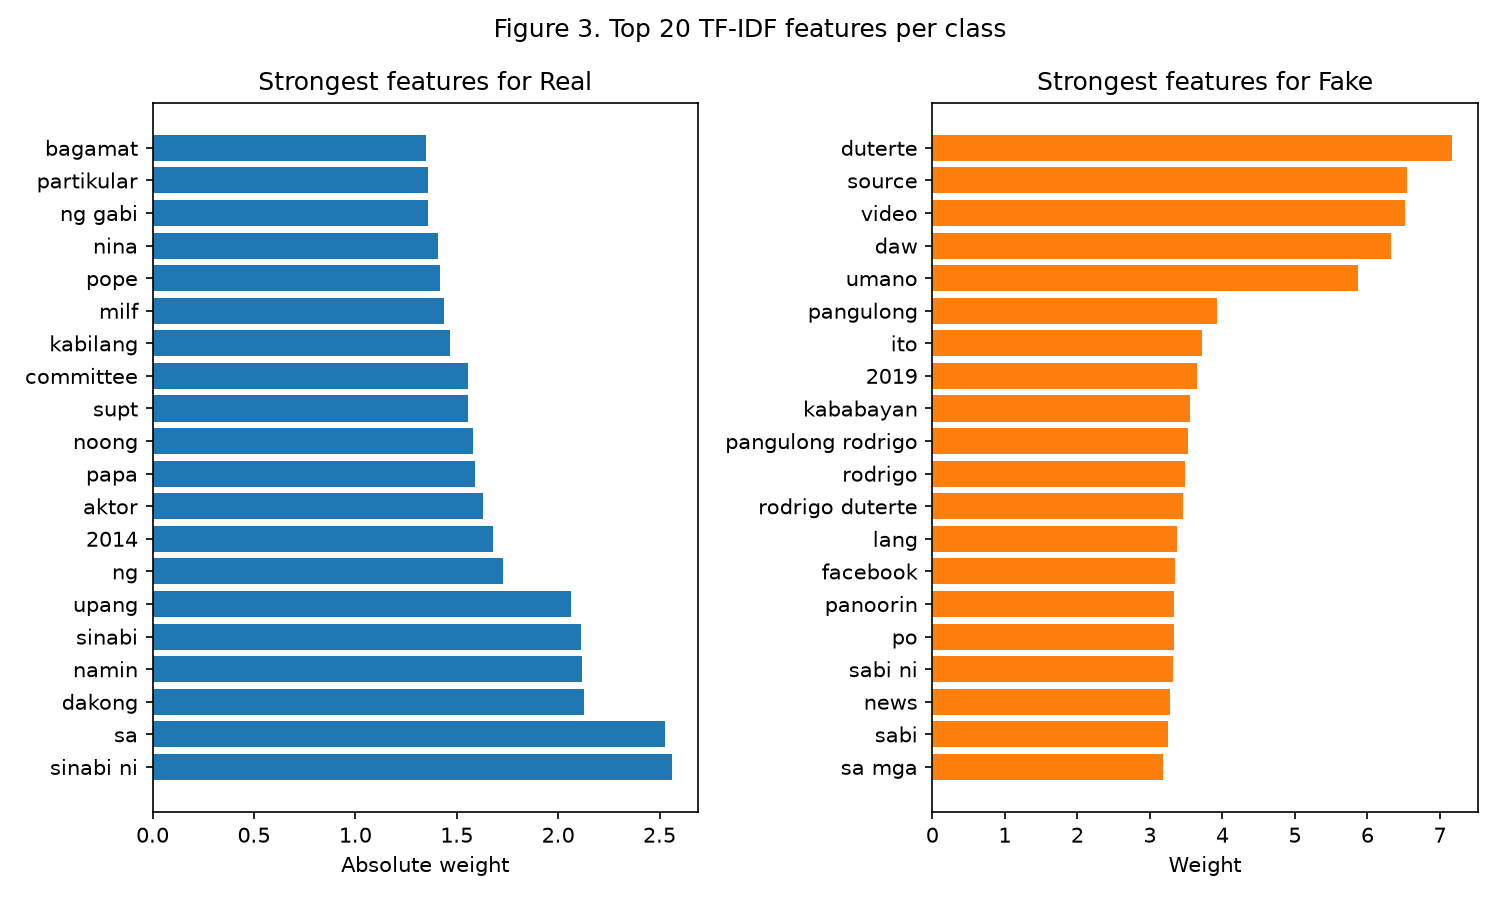 Figure 3. Top 20 TF-IDF features per class
Strongest features for Real
bagamat
partikular
ng gabi
nina
pope
milf
kabilang
committee
supt
noong
papa
aktor
2014
ng
upang
sinabi
namin
dakong
sa
sinabi ni
0.0 0.5 1.0 1.5 2.0 2.5
Absolute weight
Strongest features for Fake
duterte
source
video
daw
umano
pangulong
ito
2019
kababayan
pangulong rodrigo
rodrigo
rodrigo duterte
lang
facebook
panoorin
po
sabi ni
news
sabi
sa mga
0 1 2 3 4 5 6 7
Weight